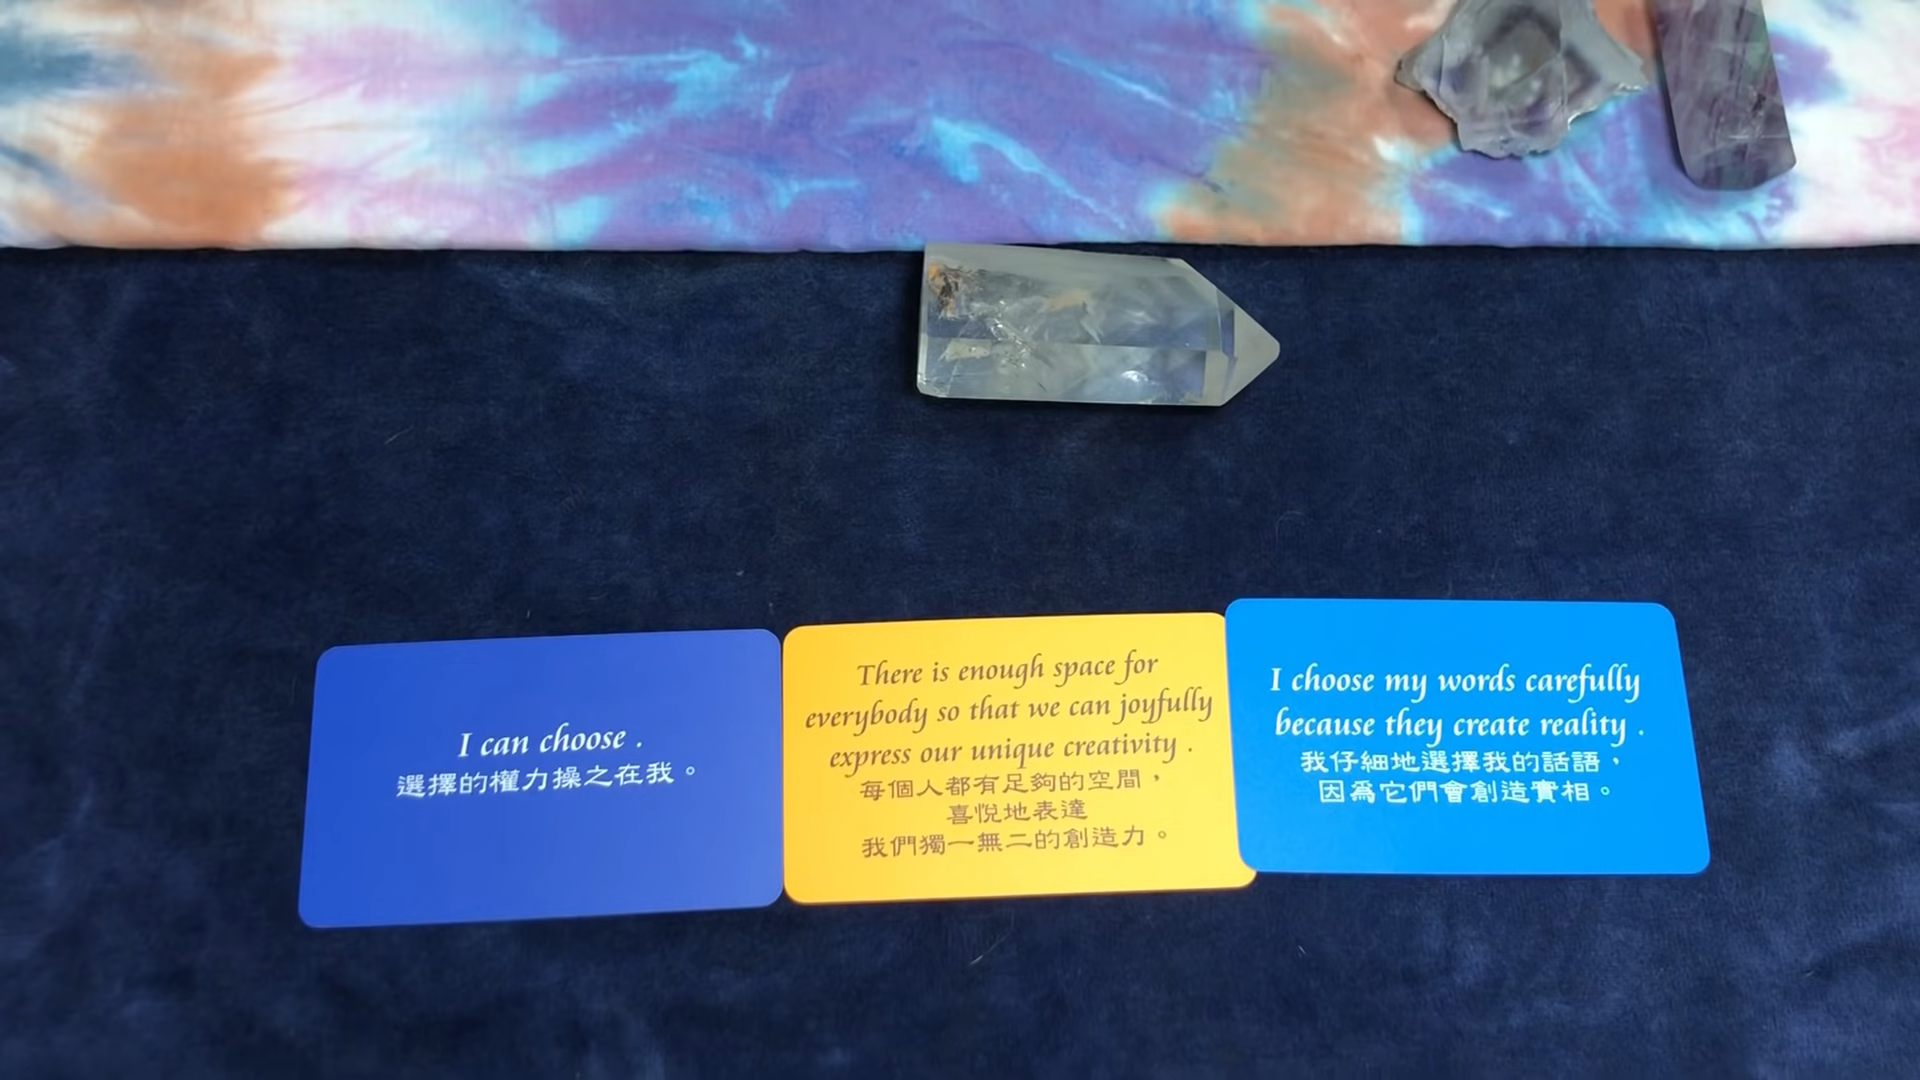 I can choose .
選擇的權力操之在我。
There is enough space for
everybody so that we can joyfully
express our unique creativity .
每個人都有足夠的空間，
喜悅地表達
我們獨一無二的創造力。
I choose my words carefully
because they create reality .
我仔細地選擇我的話語，
因為它們會創造實相。